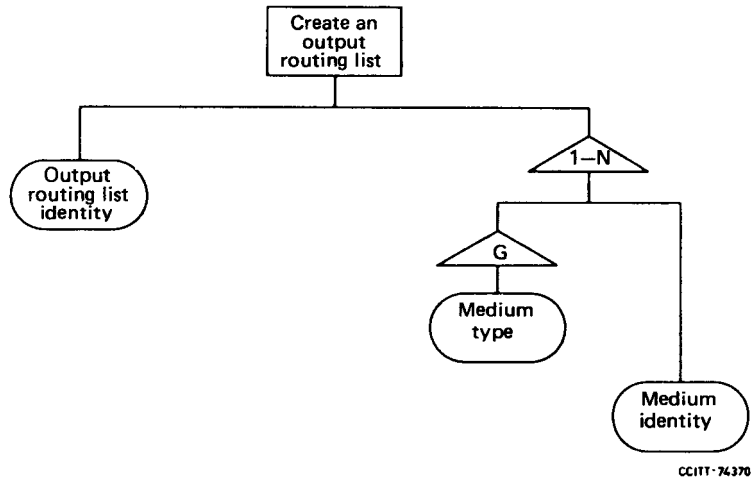 Create an
output
routing list
Output
routing list
identity
1–N
G
Medium
type
Medium
identity
CCITT-74370